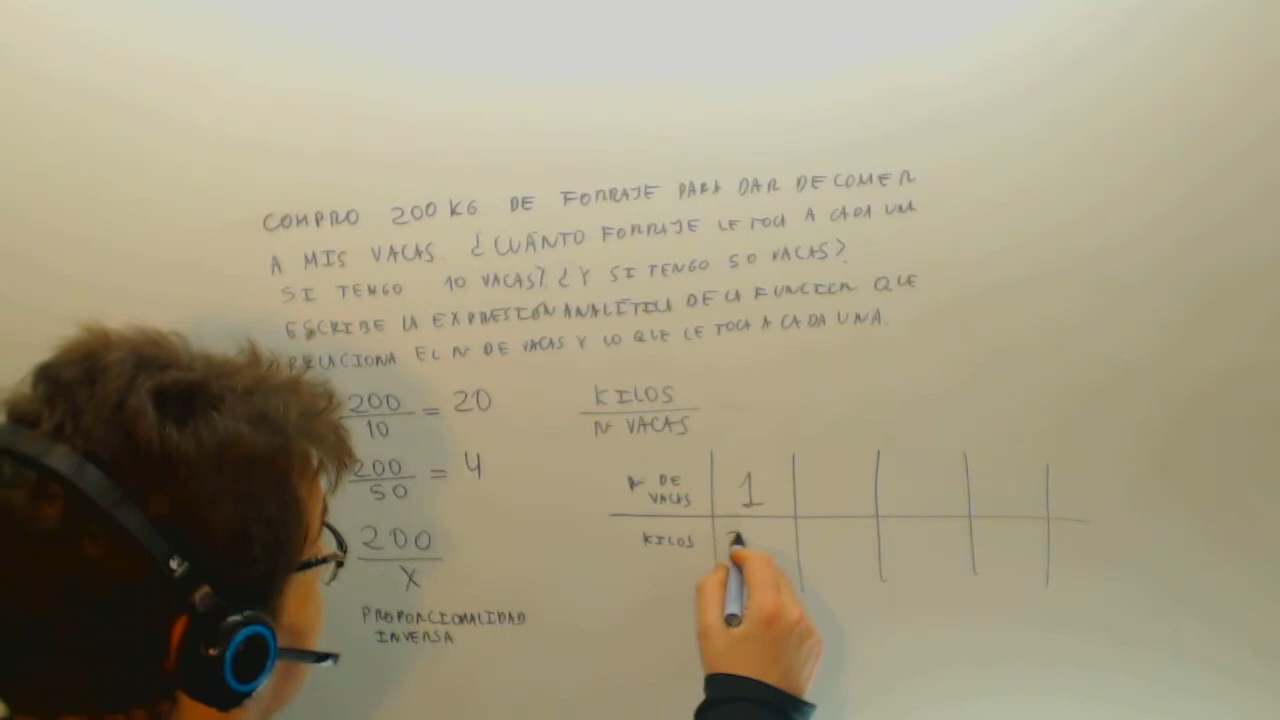 COMPRO 200 KG DE FORRAJE PARA DAR DE COMER
A MIS VACAS. ¿CUÁNTO FORRAJE LE TOCA A CADA UNA
SI TENGO 10 VACAS? ¿Y SI TENGO 50 VACAS?
ESCRIBE LA EXPRESIÓN ANALÍTICA DE LA FUNCIÓN QUE
RELACIONA EL Nº DE VACAS Y LO QUE LE TOCA A CADA UNA.
200
10
= 20
200
50
= 4
200
X
PROPORCIONALIDAD
INVERSA
KILOS
Nº VACAS
Nº DE
VACAS
1
KILOS